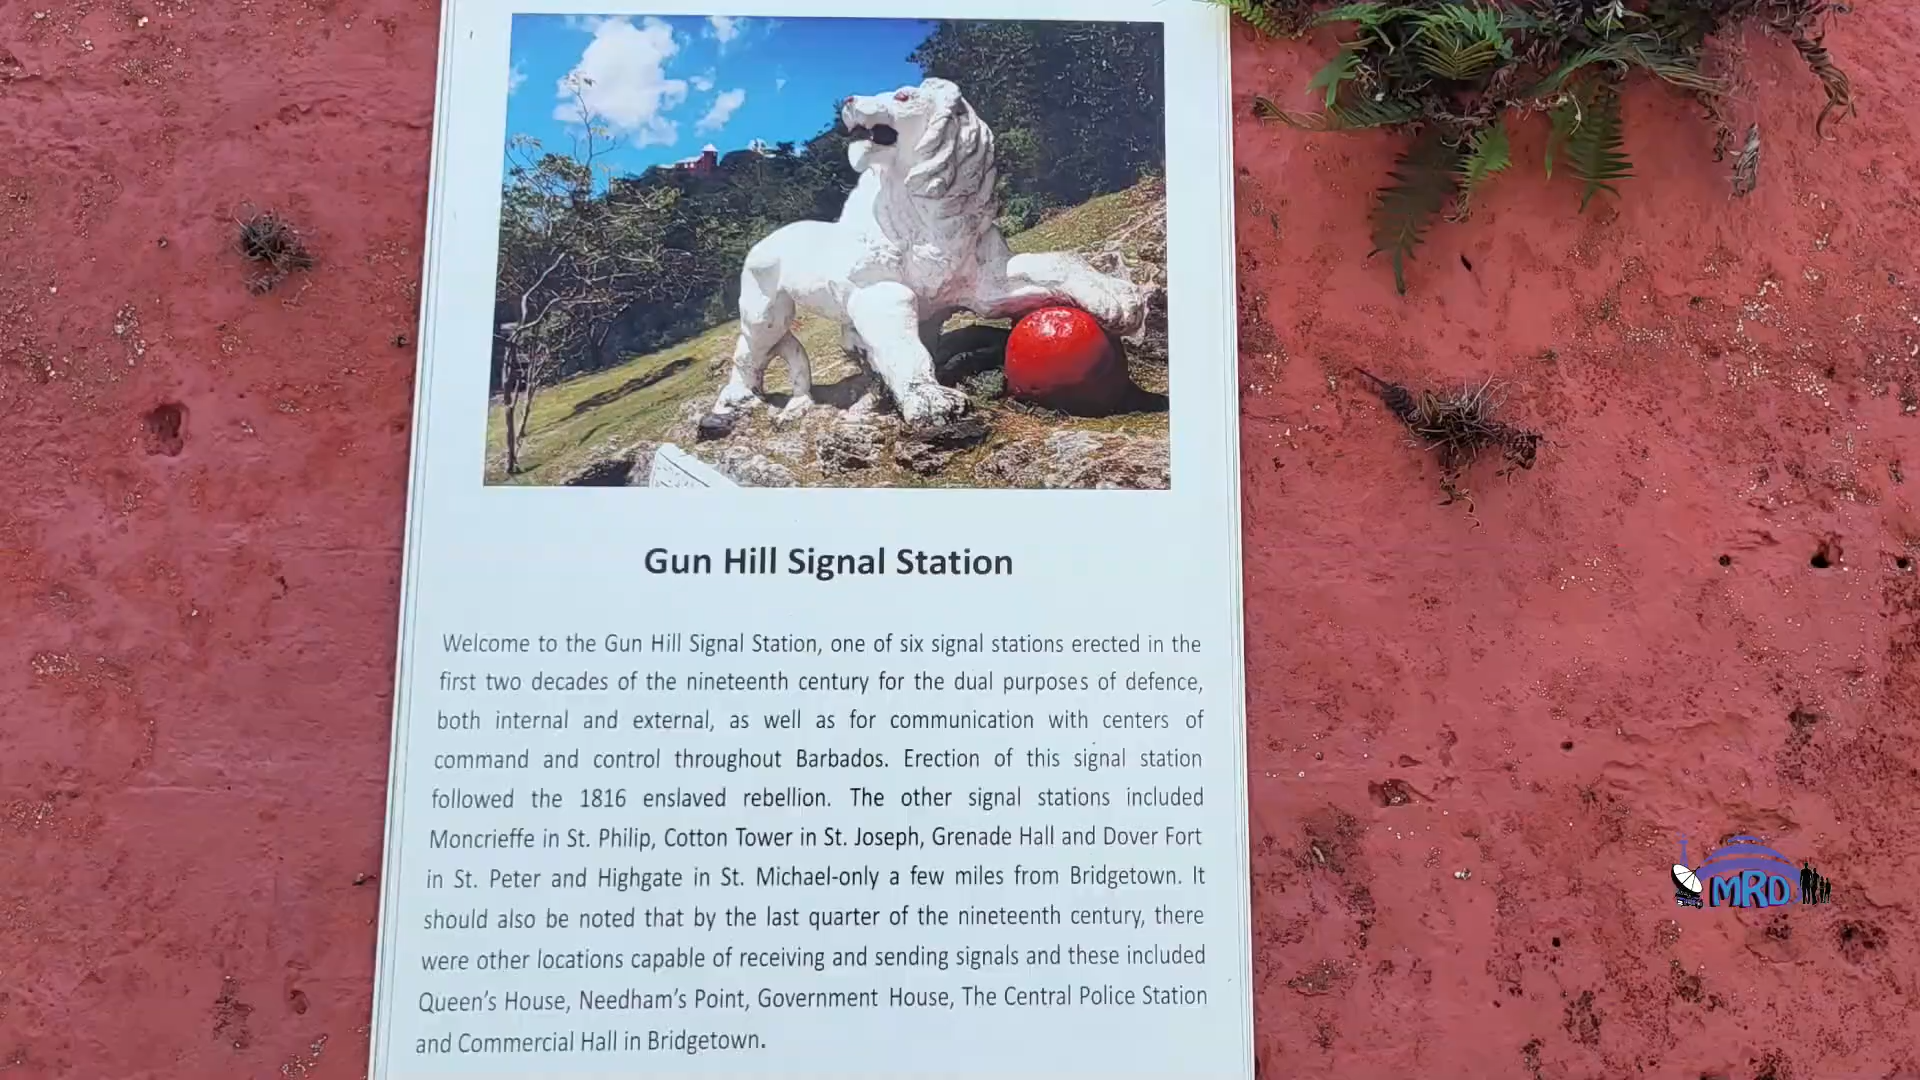 Gun Hill Signal Station
Welcome to the Gun Hill Signal Station, one of six signal stations erected in the
first two decades of the nineteenth century for the dual purposes of defence,
both internal and external, as well as for communication with centers of
command and control throughout Barbados. Erection of this signal station
followed the 1816 enslaved rebellion. The other signal stations included
Moncrieffe in St. Philip, Cotton Tower in St. Joseph, Grenade Hall and Dover Fort
in St. Peter and Highgate in St. Michael-only a few miles from Bridgetown. It
should also be noted that by the last quarter of the nineteenth century, there
were other locations capable of receiving and sending signals and these included
Queen's House, Needham's Point, Government House, The Central Police Station
and Commercial Hall in Bridgetown.
MRD